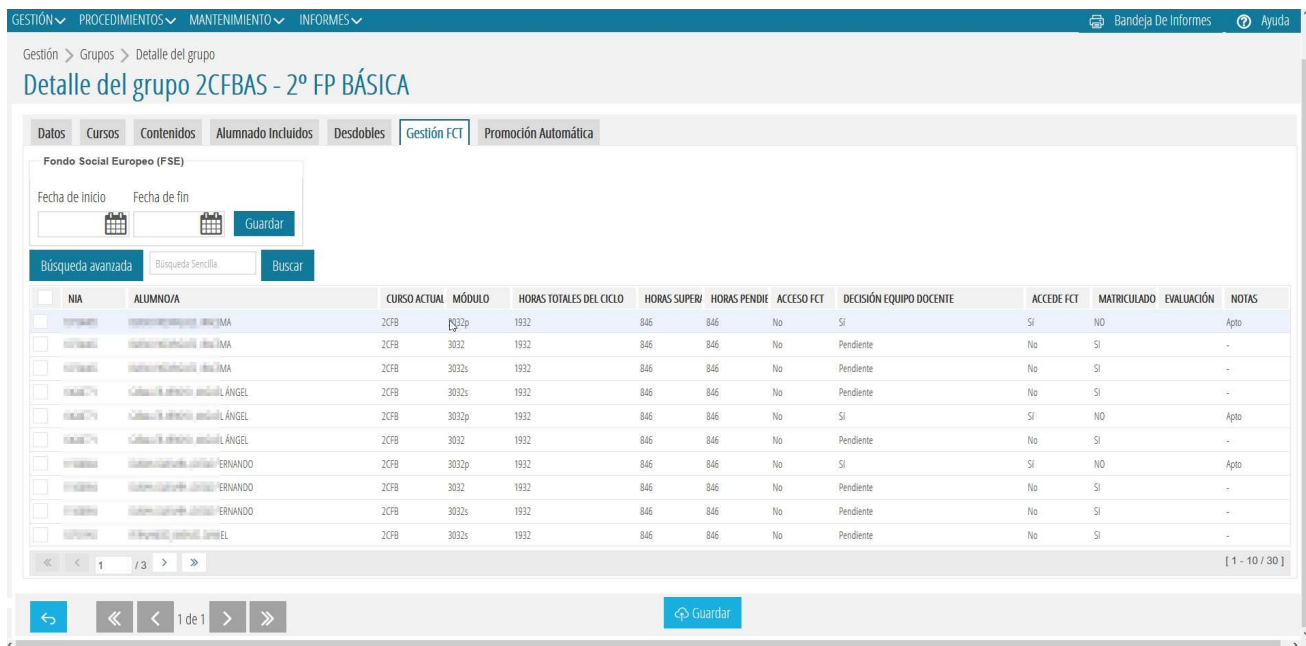 GESTIÓN PROCEDIMIENTOS MANTENIMIENTO INFORMES Bandeja De Informes Ayuda
Gestión > Grupos > Detalle del grupo
Detalle del grupo 2CFBAS - 2º FP BÁSICA
Datos Cursos Contenidos Alumnado Incluidos Desdobles Gestión FCT Promoción Automática
Fondo Social Europeo (FSE)
Fecha de inicio Fecha de fin
Guardar
Búsqueda avanzada Búsqueda Sencilla Buscar
NIA ALUMNO/A CURSO ACTUAL MÓDULO HORAS TOTALES DEL CICLO HORAS SUPERA HORAS PENDIE ACCESO FCT DECISIÓN EQUIPO DOCENTE ACCEDE FCT MATRICULADO EVALUACIÓN NOTAS
MA 2CFB 3032p 1932 846 846 No SI SI NO Apto
MA 2CFB 3032 1932 846 846 No Pendiente No SI -
MA 2CFB 3032s 1932 846 846 No Pendiente No SI -
ÁNGEL 2CFB 3032s 1932 846 846 No Pendiente No SI -
ÁNGEL 2CFB 3032p 1932 846 846 No SI SI NO Apto
ÁNGEL 2CFB 3032 1932 846 846 No Pendiente No SI -
ERNANDO 2CFB 3032p 1932 846 846 No SI SI NO Apto
ERNANDO 2CFB 3032 1932 846 846 No Pendiente No SI -
ERNANDO 2CFB 3032s 1932 846 846 No Pendiente No SI -
EL 2CFB 3032s 1932 846 846 No Pendiente No SI -
« < 1 / 3 > » [ 1 - 10 / 30 ]
1 de 1 Guardar